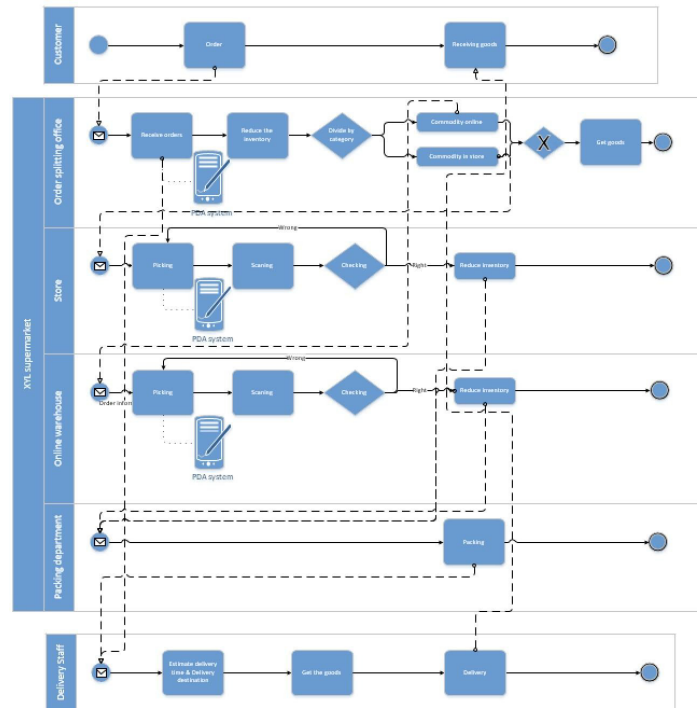 Customer
Order
Receiving goods
XYL supermarket
Order splitting office
Receive orders
Reduce the
inventory
Divide by
category
Commodity online
Commodity in store
X
Get goods
PDA system
Store
Wrong
Picking
Scaning
Checking
Right
Reduce inventory
PDA system
Online warehouse
Wrong
Order inform
Picking
Scaning
Checking
Right
Reduce inventory
PDA system
Packing department
Packing
Delivery Staff
Estimate delivery
time & Delivery
destination
Get the goods
Delivery